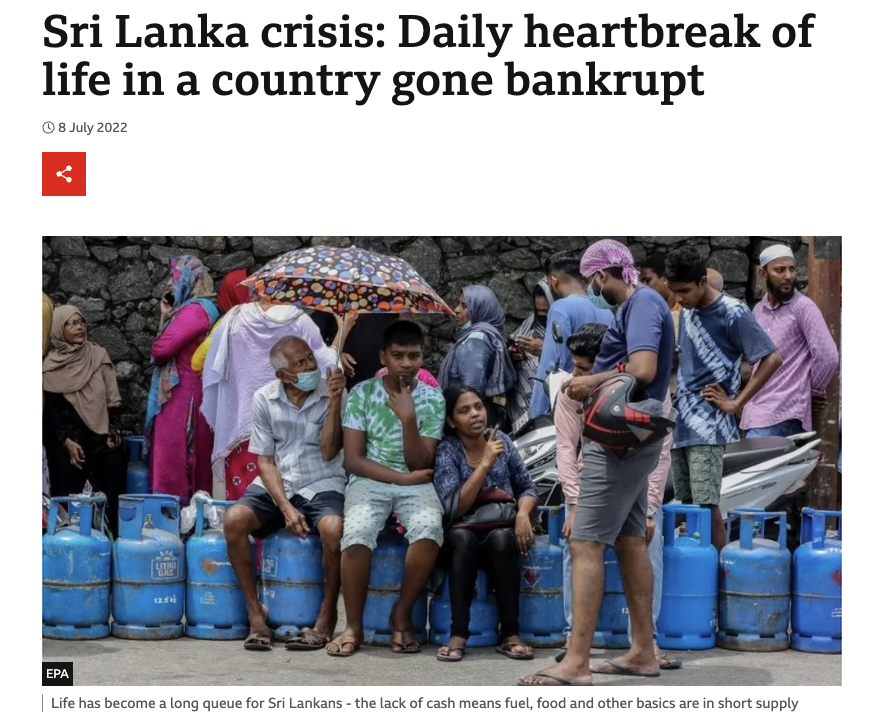 Sri Lanka crisis: Daily heartbreak of
life in a country gone bankrupt
8 July 2022
LITRO
GAS
12.5 kg
EPA
Life has become a long queue for Sri Lankans - the lack of cash means fuel, food and other basics are in short supply